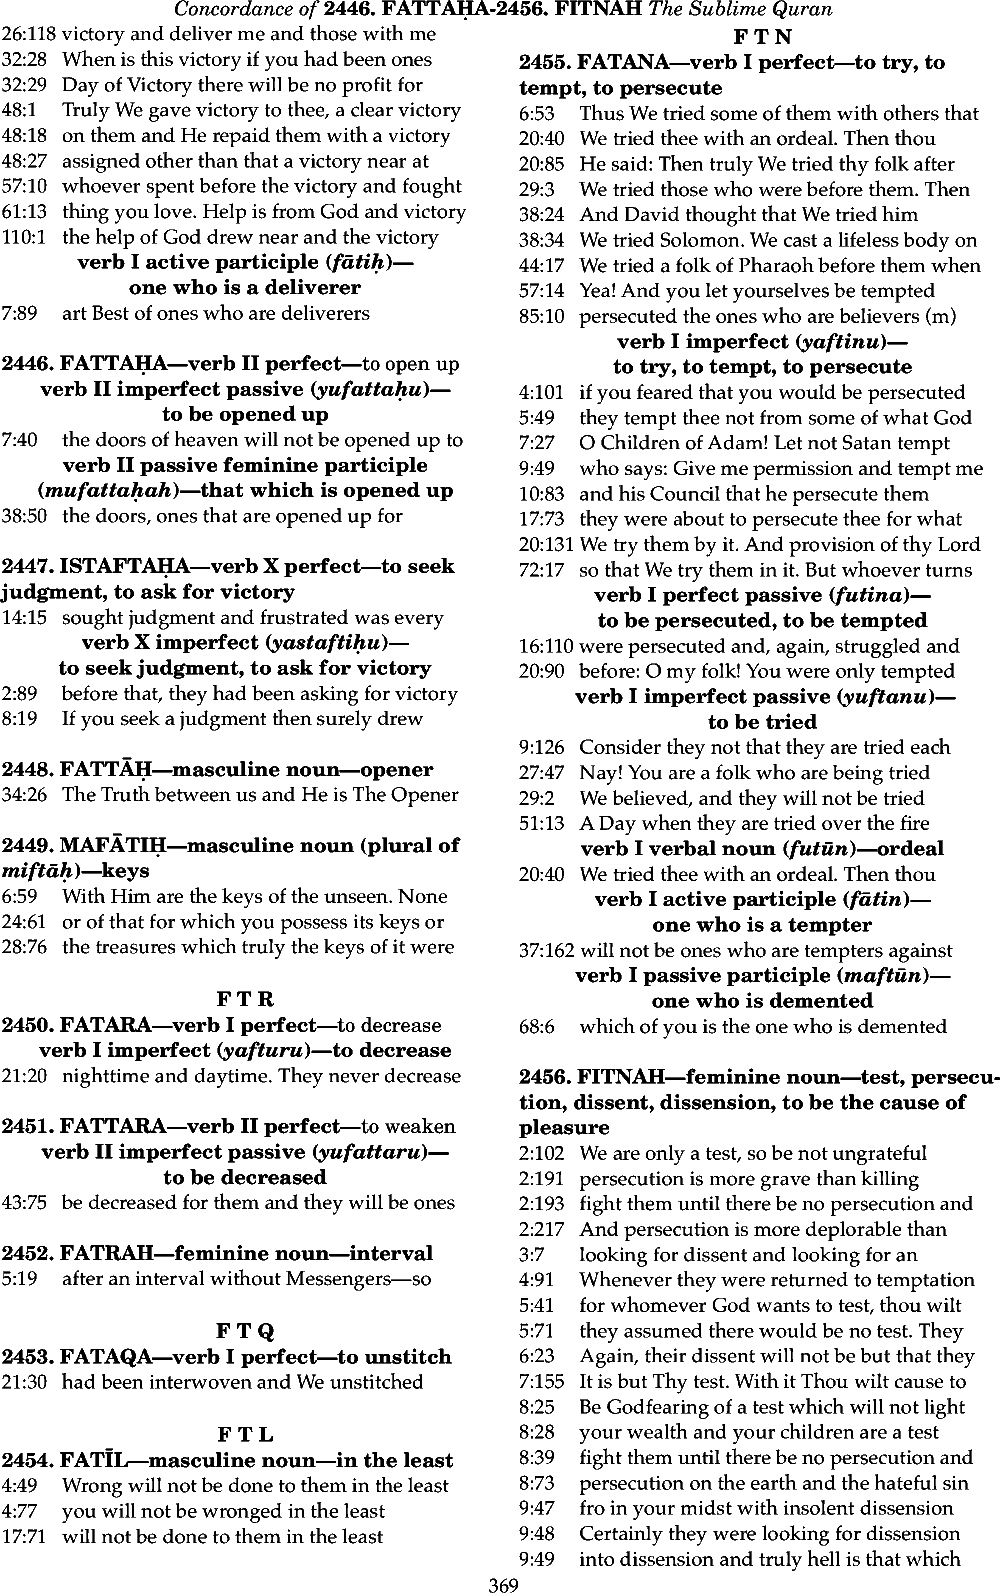 Concordance of 2446. FATTAḤA-2456. FITNAH The Sublime Quran
26:118 victory and deliver me and those with me
32:28 When is this victory if you had been ones
32:29 Day of Victory there will be no profit for
48:1 Truly We gave victory to thee, a clear victory
48:18 on them and He repaid them with a victory
48:27 assigned other than that a victory near at
57:10 whoever spent before the victory and fought
61:13 thing you love. Help is from God and victory
110:1 the help of God drew near and the victory
verb I active participle (fātiḥ)—
one who is a deliverer
7:89 art Best of ones who are deliverers
2446. FATTAḤA—verb II perfect—to open up
verb II imperfect passive (yufattaḥu)—
to be opened up
7:40 the doors of heaven will not be opened up to
verb II passive feminine participle
(mufattaḥah)—that which is opened up
38:50 the doors, ones that are opened up for
2447. ISTAFTAḤA—verb X perfect—to seek
judgment, to ask for victory
14:15 sought judgment and frustrated was every
verb X imperfect (yastaftiḥu)—
to seek judgment, to ask for victory
2:89 before that, they had been asking for victory
8:19 If you seek a judgment then surely drew
2448. FATTĀḤ—masculine noun—opener
34:26 The Truth between us and He is The Opener
2449. MAFĀTIḤ—masculine noun (plural of
miftāḥ)—keys
6:59 With Him are the keys of the unseen. None
24:61 or of that for which you possess its keys or
28:76 the treasures which truly the keys of it were
F T R
2450. FATARA—verb I perfect—to decrease
verb I imperfect (yafturu)—to decrease
21:20 nighttime and daytime. They never decrease
2451. FATTARA—verb II perfect—to weaken
verb II imperfect passive (yufattaru)—
to be decreased
43:75 be decreased for them and they will be ones
2452. FATRAH—feminine noun—interval
5:19 after an interval without Messengers—so
F T Q
2453. FATAQA—verb I perfect—to unstitch
21:30 had been interwoven and We unstitched
F T L
2454. FATĪL—masculine noun—in the least
4:49 Wrong will not be done to them in the least
4:77 you will not be wronged in the least
17:71 will not be done to them in the least
F T N
2455. FATANA—verb I perfect—to try, to
tempt, to persecute
6:53 Thus We tried some of them with others that
20:40 We tried thee with an ordeal. Then thou
20:85 He said: Then truly We tried thy folk after
29:3 We tried those who were before them. Then
38:24 And David thought that We tried him
38:34 We tried Solomon. We cast a lifeless body on
44:17 We tried a folk of Pharaoh before them when
57:14 Yea! And you let yourselves be tempted
85:10 persecuted the ones who are believers (m)
verb I imperfect (yaftinu)—
to try, to tempt, to persecute
4:101 if you feared that you would be persecuted
5:49 they tempt thee not from some of what God
7:27 O Children of Adam! Let not Satan tempt
9:49 who says: Give me permission and tempt me
10:83 and his Council that he persecute them
17:73 they were about to persecute thee for what
20:131 We try them by it. And provision of thy Lord
72:17 so that We try them in it. But whoever turns
verb I perfect passive (futina)—
to be persecuted, to be tempted
16:110 were persecuted and, again, struggled and
20:90 before: O my folk! You were only tempted
verb I imperfect passive (yuftanu)—
to be tried
9:126 Consider they not that they are tried each
27:47 Nay! You are a folk who are being tried
29:2 We believed, and they will not be tried
51:13 A Day when they are tried over the fire
verb I verbal noun (futūn)—ordeal
20:40 We tried thee with an ordeal. Then thou
verb I active participle (fātin)—
one who is a tempter
37:162 will not be ones who are tempters against
verb I passive participle (maftūn)—
one who is demented
68:6 which of you is the one who is demented
2456. FITNAH—feminine noun—test, persecu-
tion, dissent, dissension, to be the cause of
pleasure
2:102 We are only a test, so be not ungrateful
2:191 persecution is more grave than killing
2:193 fight them until there be no persecution and
2:217 And persecution is more deplorable than
3:7 looking for dissent and looking for an
4:91 Whenever they were returned to temptation
5:41 for whomever God wants to test, thou wilt
5:71 they assumed there would be no test. They
6:23 Again, their dissent will not be but that they
7:155 It is but Thy test. With it Thou wilt cause to
8:25 Be Godfearing of a test which will not light
8:28 your wealth and your children are a test
8:39 fight them until there be no persecution and
8:73 persecution on the earth and the hateful sin
9:47 fro in your midst with insolent dissension
9:48 Certainly they were looking for dissension
9:49 into dissension and truly hell is that which
369